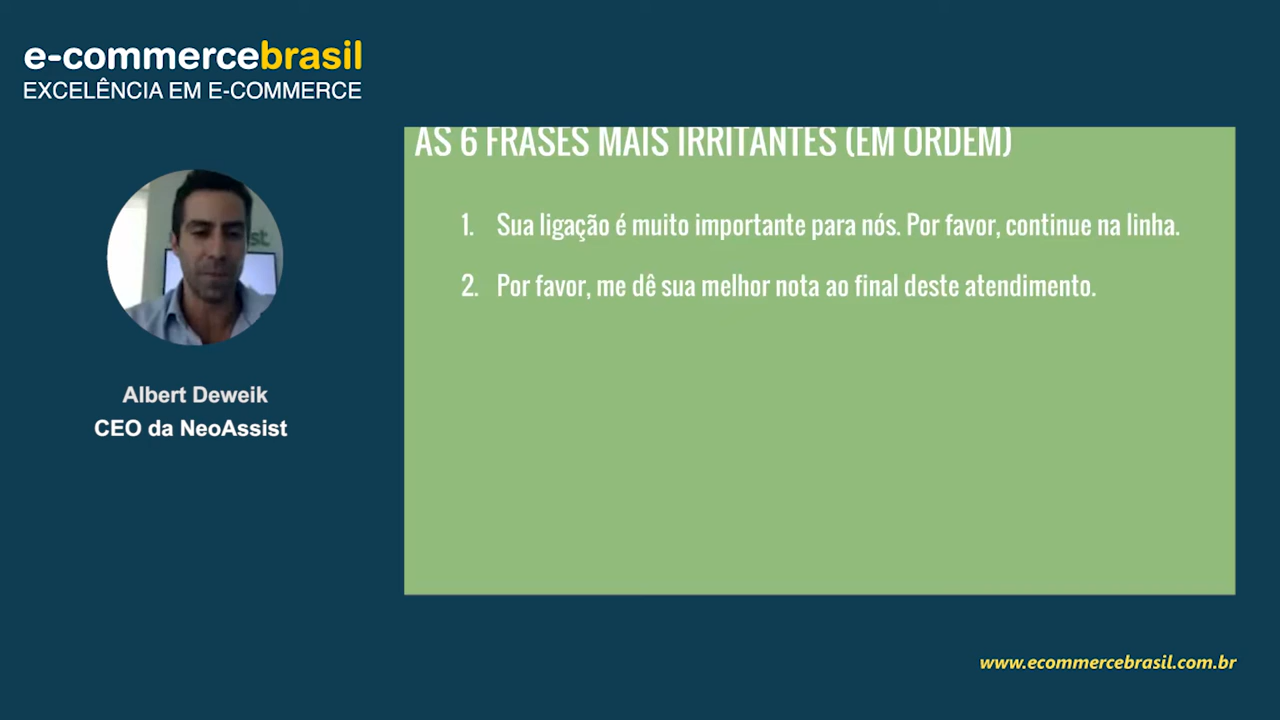 e-commercebrasil
EXCELÊNCIA EM E-COMMERCE
AS 6 FRASES MAIS IRRITANTES (EM ORDEM)
1. Sua ligação é muito importante para nós. Por favor, continue na linha.
2. Por favor, me dê sua melhor nota ao final deste atendimento.
st
Albert Deweik
CEO da NeoAssist
www.ecommercebrasil.com.br